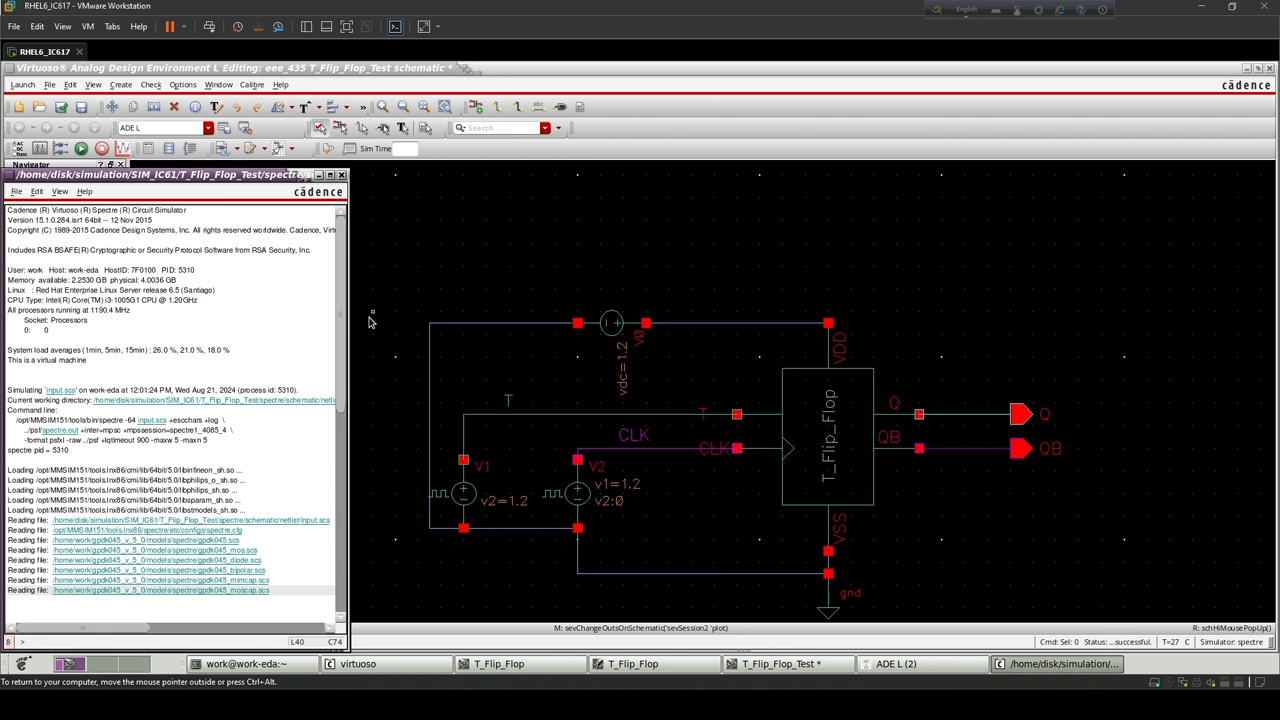 RHEL6_IC617 - VMware Workstation
English
File Edit View VM Tabs Help
RHEL6_IC617
Virtuoso® Analog Design Environment L Editing: eee_435 T_Flip_Flop_Test schematic *
Launch File Edit View Create Check Options Window Calibre Help
cādence
ADE L
Search
Sim Time
Navigator
/home/disk/simulation/SIM_IC61/T_Flip_Flop_Test/spectre/s
File Edit View Help
cādence
Cadence (R) Virtuoso (R) Spectre (R) Circuit Simulator
Version 15.1.0.284.isr1 64bit -- 12 Nov 2015
Copyright (C) 1989-2015 Cadence Design Systems, Inc. All rights reserved worldwide. Cadence, Virt
Includes RSA BSAFE(R) Cryptographic or Security Protocol Software from RSA Security, Inc.
User: work Host: work-eda HostID: 7F0100 PID: 5310
Memory available: 2.2530 GB physical: 4.0036 GB
Linux : Red Hat Enterprise Linux Server release 6.5 (Santiago)
CPU Type: Intel(R) Core(TM) i3-1005G1 CPU @ 1.20GHz
All processors running at 1190.4 MHz
Socket: Processors
0: 0
System load averages (1min, 5min, 15min) : 26.0 %, 21.0 %, 18.0 %
This is a virtual machine
Simulating `input.scs' on work-eda at 12:01:24 PM, Wed Aug 21, 2024 (process id: 5310).
Current working directory: /home/disk/simulation/SIM_IC61/T_Flip_Flop_Test/spectre/schematic/netli
Command line:
/opt/MMSIM151/tools/bin/spectre -64 input.scs +escchars +log \
../psf/spectre.out +inter=mpsc +mpssession=spectre1_4085_4 \
-format psfxl -raw ../psf +lqtimeout 900 -maxw 5 -maxn 5
spectre pid = 5310
Loading /opt/MMSIM151/tools.lnx86/cmi/lib/64bit/5.0/libinfineon_sh.so ...
Loading /opt/MMSIM151/tools.lnx86/cmi/lib/64bit/5.0/libphilips_o_sh.so ...
Loading /opt/MMSIM151/tools.lnx86/cmi/lib/64bit/5.0/libphilips_sh.so ...
Loading /opt/MMSIM151/tools.lnx86/cmi/lib/64bit/5.0/libsparam_sh.so ...
Loading /opt/MMSIM151/tools.lnx86/cmi/lib/64bit/5.0/libstmodels_sh.so ...
Reading file: /home/disk/simulation/SIM_IC61/T_Flip_Flop_Test/spectre/schematic/netlist/input.scs
Reading file: /opt/MMSIM151/tools.lnx86/spectre/etc/configs/spectre.cfg
Reading file: /home/work/gpdk045_v_5_0/models/spectre/gpdk045.scs
Reading file: /home/work/gpdk045_v_5_0/models/spectre/gpdk045_mos.scs
Reading file: /home/work/gpdk045_v_5_0/models/spectre/gpdk045_diode.scs
Reading file: /home/work/gpdk045_v_5_0/models/spectre/gpdk045_bipolar.scs
Reading file: /home/work/gpdk045_v_5_0/models/spectre/gpdk045_mimcap.scs
Reading file: /home/work/gpdk045_v_5_0/models/spectre/gpdk045_moscap.scs
8 > L40 C74
V0
vdc=1.2
VDD
T
T
Q
Q
CLK
CLK
QB
QB
T_Flip_Flop
V1
v2=1.2
V2
v1=1.2
v2:0
VSS
gnd
M: sevChangeOutsOnSchematic('sevSession2 'plot)
R: schHiMousePopUp()
Cmd: Sel: 0 Status: ...successful. T=27 C Simulator: spectre
work@work-eda:~ virtuoso T_Flip_Flop T_Flip_Flop T_Flip_Flop_Test * ADE L (2) /home/disk/simulation/...
To return to your computer, move the mouse pointer outside or press Ctrl+Alt.